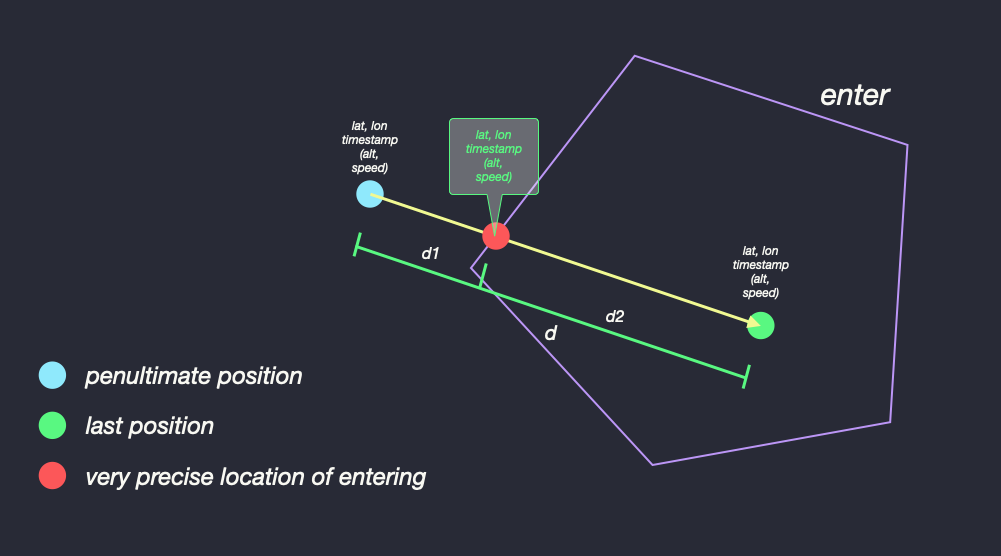 enter
lat, lon
timestamp
(alt,
speed)
lat, lon
timestamp
(alt,
speed)
lat, lon
timestamp
(alt,
speed)
d1
d2
d
penultimate position
last position
very precise location of entering